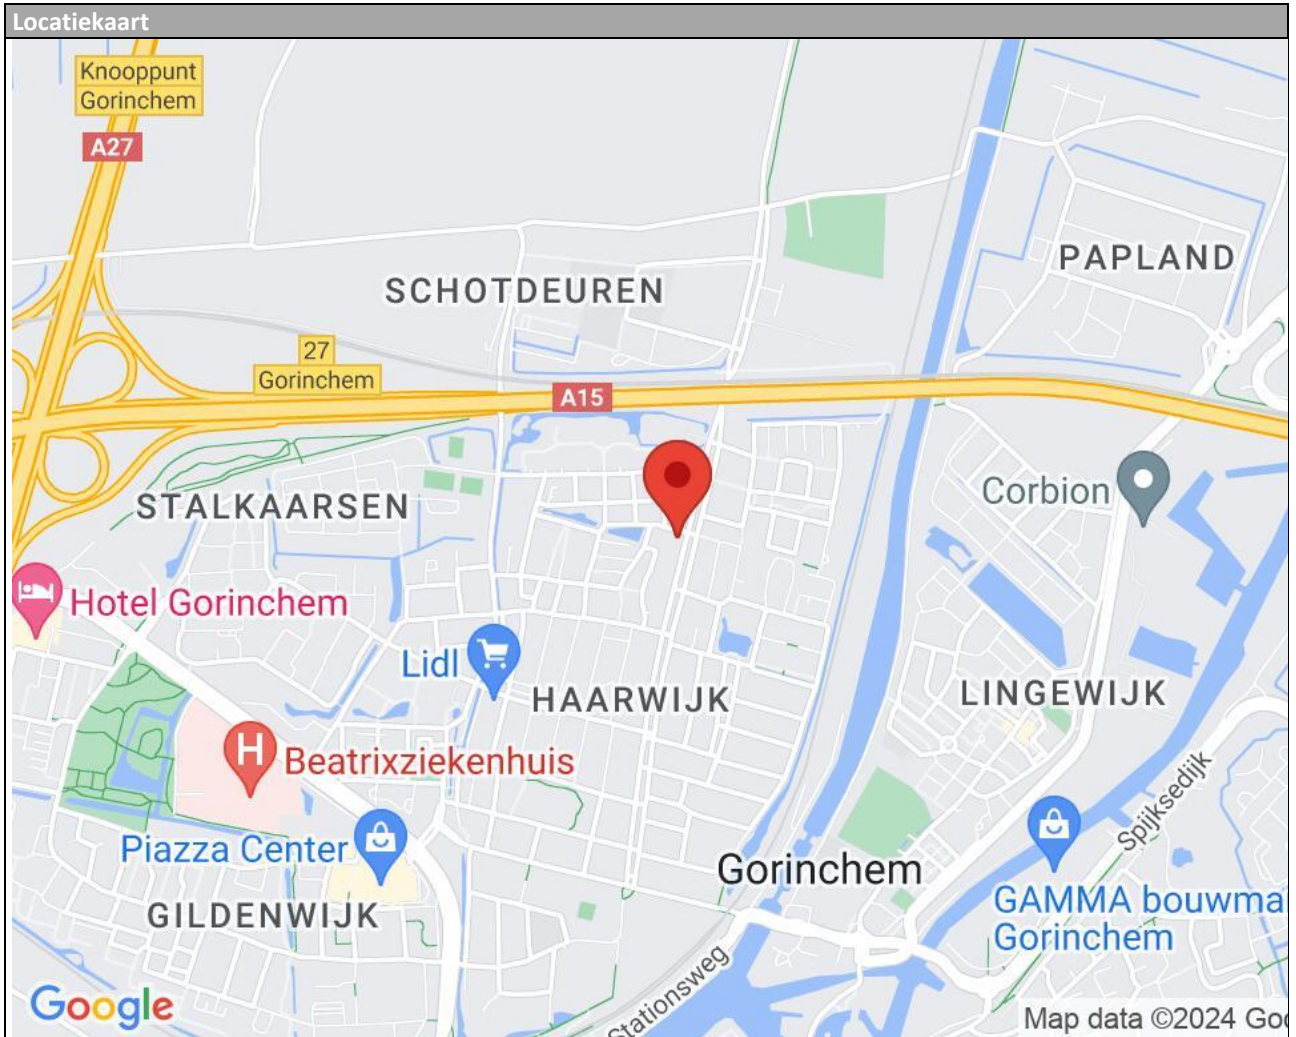 Locatiekaart
Knooppunt
Gorinchem
A27
PAPLAND
SCHOTDEUREN
27
Gorinchem
A15
Corbion
STALKAARSEN
Hotel Gorinchem
Lidl
HAARWIJK
LINGEWIJK
Beatrixziekenhuis
Spijksedijk
Piazza Center
Gorinchem
GAMMA bouwma
Gorinchem
GILDENWIJK
Stationsweg
Google
Map data ©2024 Goo